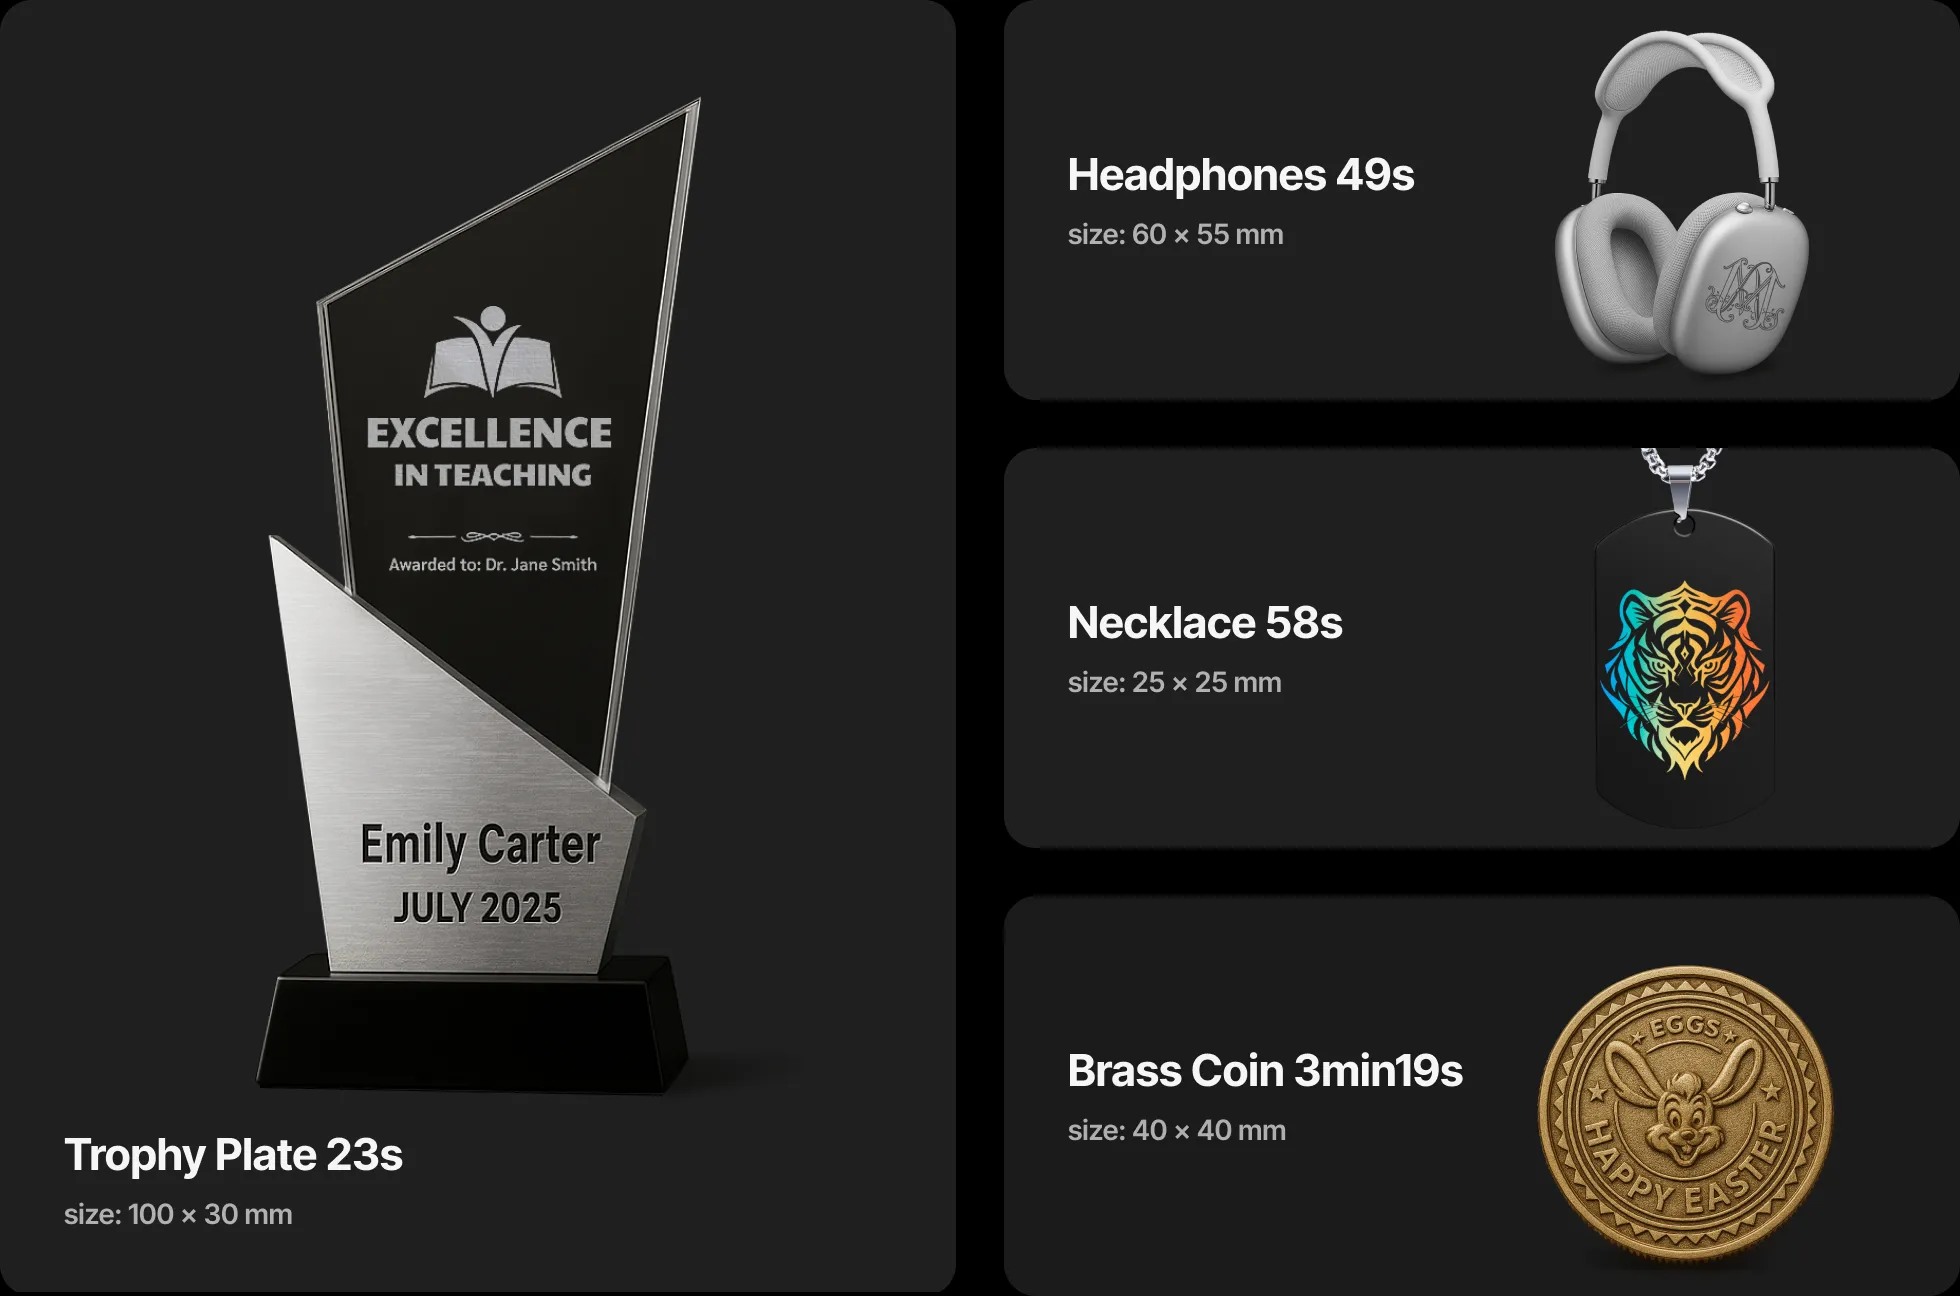 EXCELLENCE
IN TEACHING
Awarded to: Dr. Jane Smith
Emily Carter
JULY 2025
Trophy Plate 23s
size: 100 × 30 mm
Headphones 49s
size: 60 × 55 mm
Necklace 58s
size: 25 × 25 mm
Brass Coin 3min19s
size: 40 × 40 mm
EGGS
HAPPY EASTER